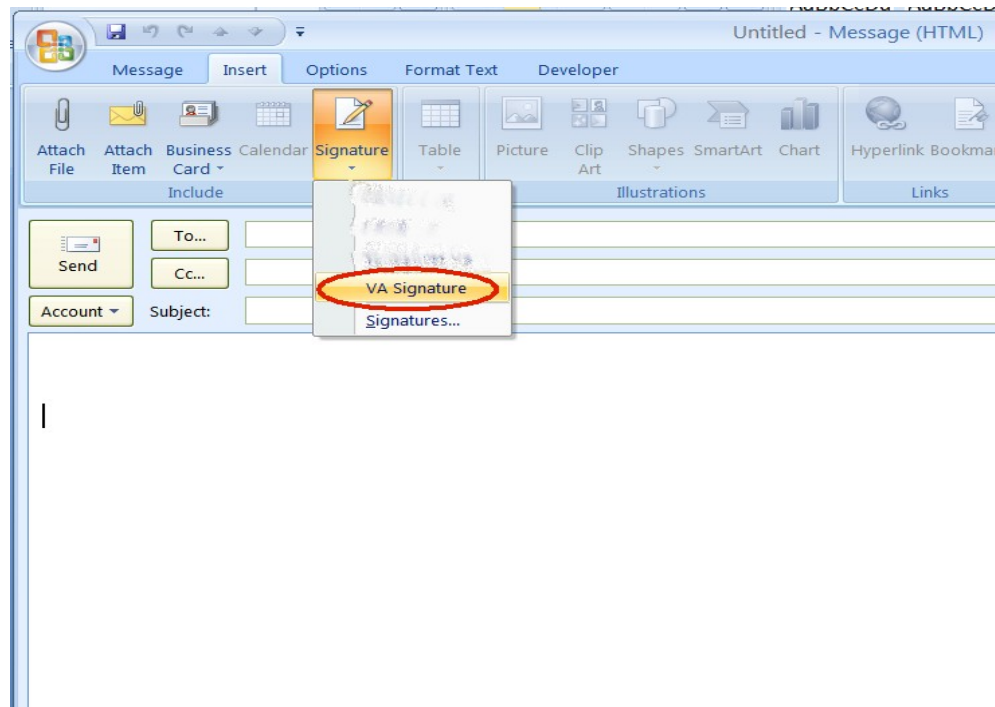 Untitled - Message (HTML)
Message Insert Options Format Text Developer
Attach File
Attach Item
Business Card
Calendar
Signature
Table
Picture
Clip Art
Shapes
SmartArt
Chart
Hyperlink
Include
Illustrations
Links
VA Signature
Signatures...
Send
To...
Cc...
Account
Subject: